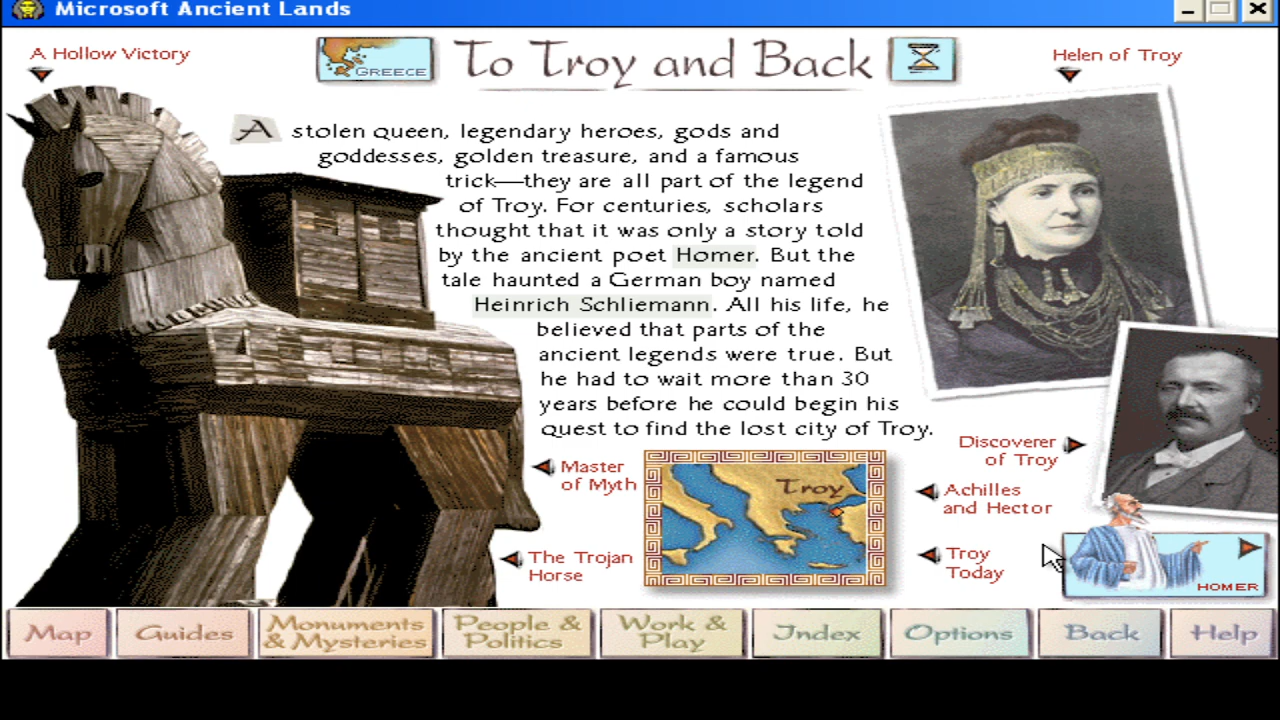 Microsoft Ancient Lands
A Hollow Victory
GREECE
To Troy and Back
Helen of Troy
A stolen queen, legendary heroes, gods and
goddesses, golden treasure, and a famous
trick—they are all part of the legend
of Troy. For centuries, scholars
thought that it was only a story told
by the ancient poet Homer. But the
tale haunted a German boy named
Heinrich Schliemann. All his life, he
believed that parts of the
ancient legends were true. But
he had to wait more than 30
years before he could begin his
quest to find the lost city of Troy.
Discoverer
of Troy
Master
of Myth
Troy
Achilles
and Hector
The Trojan
Horse
Troy
Today
HOMER
Map
Guides
Monuments
& Mysteries
People &
Politics
Work &
Play
Index
Options
Back
Help